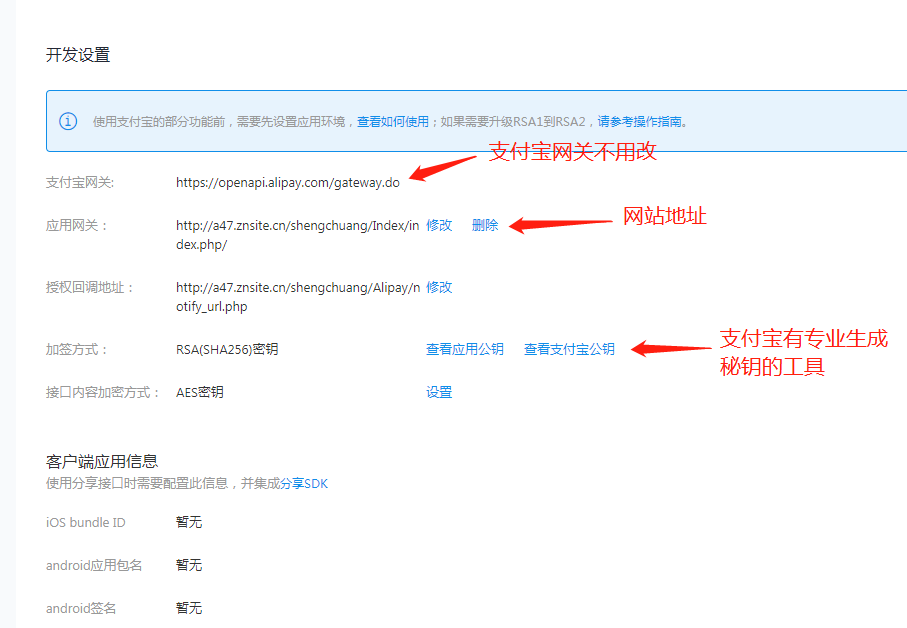 开发设置
使用支付宝的部分功能前，需要先设置应用环境，查看如何使用；如果需要升级RSA1到RSA2，请参考操作指南。
支付宝网关不用改
支付宝网关: https://openapi.alipay.com/gateway.do
应用网关： http://a47.znsite.cn/shengchuang/Index/in 修改 删除 网站地址
dex.php/
授权回调地址： http://a47.znsite.cn/shengchuang/Alipay/n 修改
otify_url.php
加签方式： RSA(SHA256)密钥 查看应用公钥 查看支付宝公钥 支付宝有专业生成
秘钥的工具
接口内容加密方式： AES密钥 设置
客户端应用信息
使用分享接口时需要配置此信息，并集成分享SDK
iOS bundle ID 暂无
android应用包名 暂无
android签名 暂无